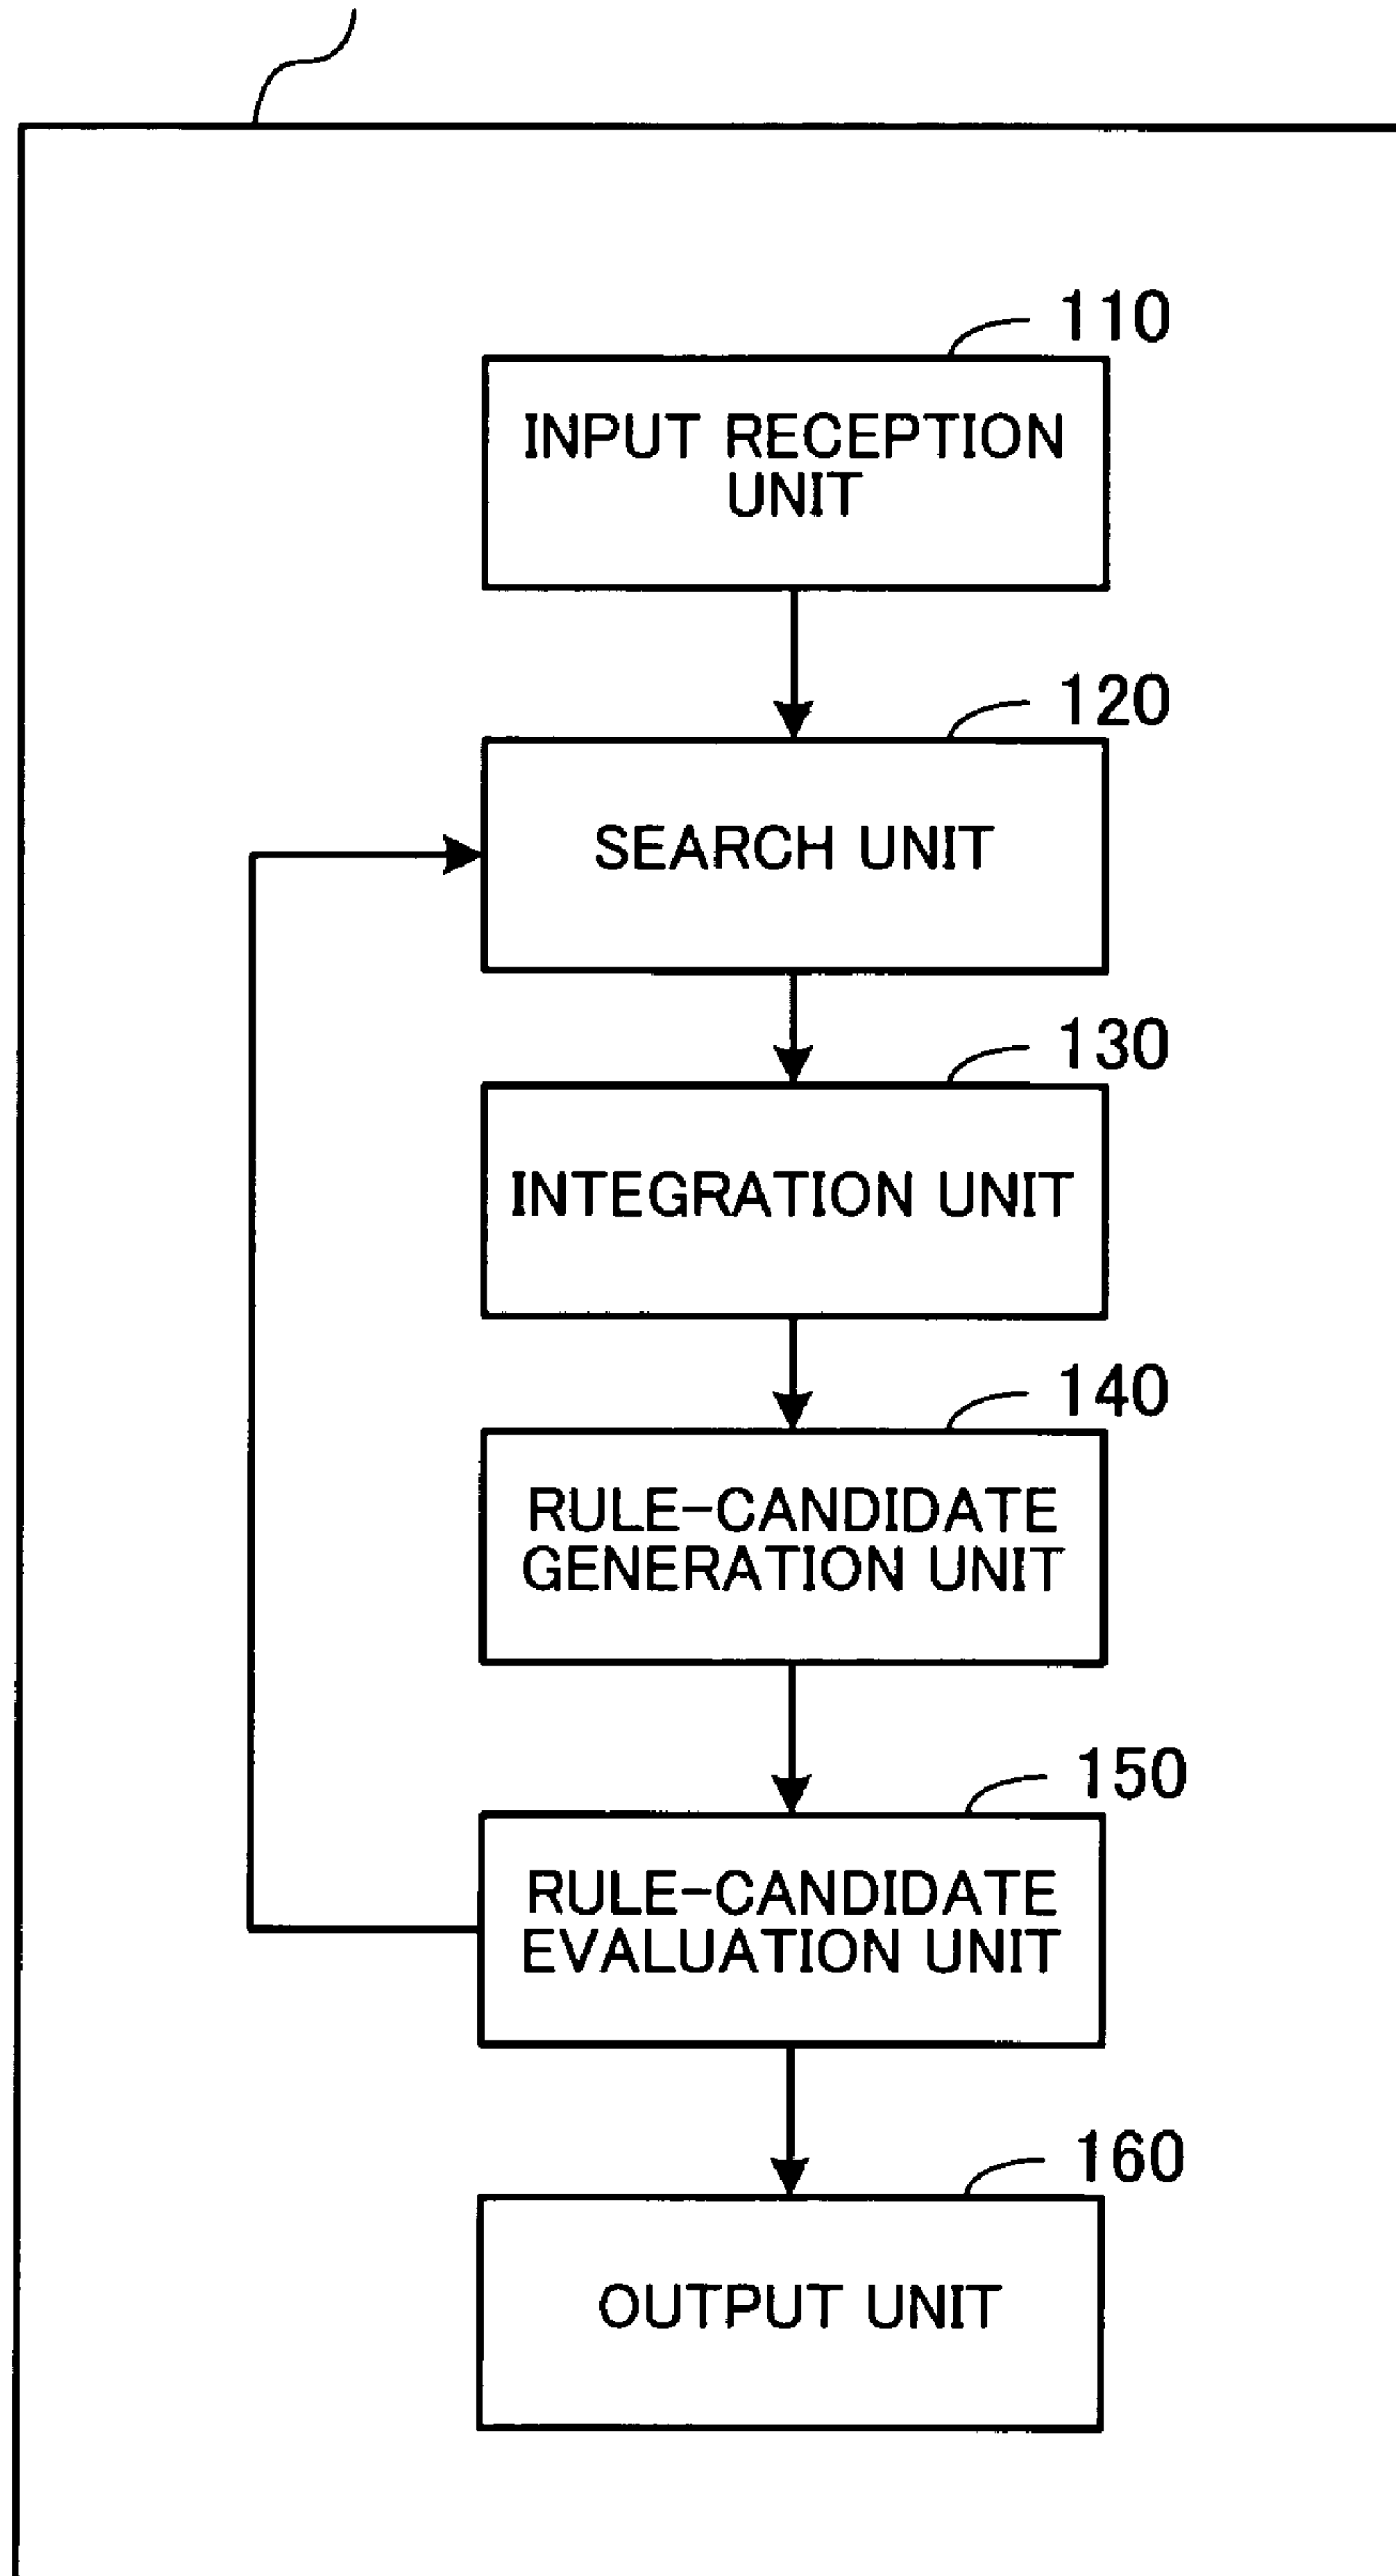 110
INPUT RECEPTION
UNIT
120
SEARCH UNIT
130
INTEGRATION UNIT
140
RULE-CANDIDATE
GENERATION UNIT
150
RULE-CANDIDATE
EVALUATION UNIT
160
OUTPUT UNIT